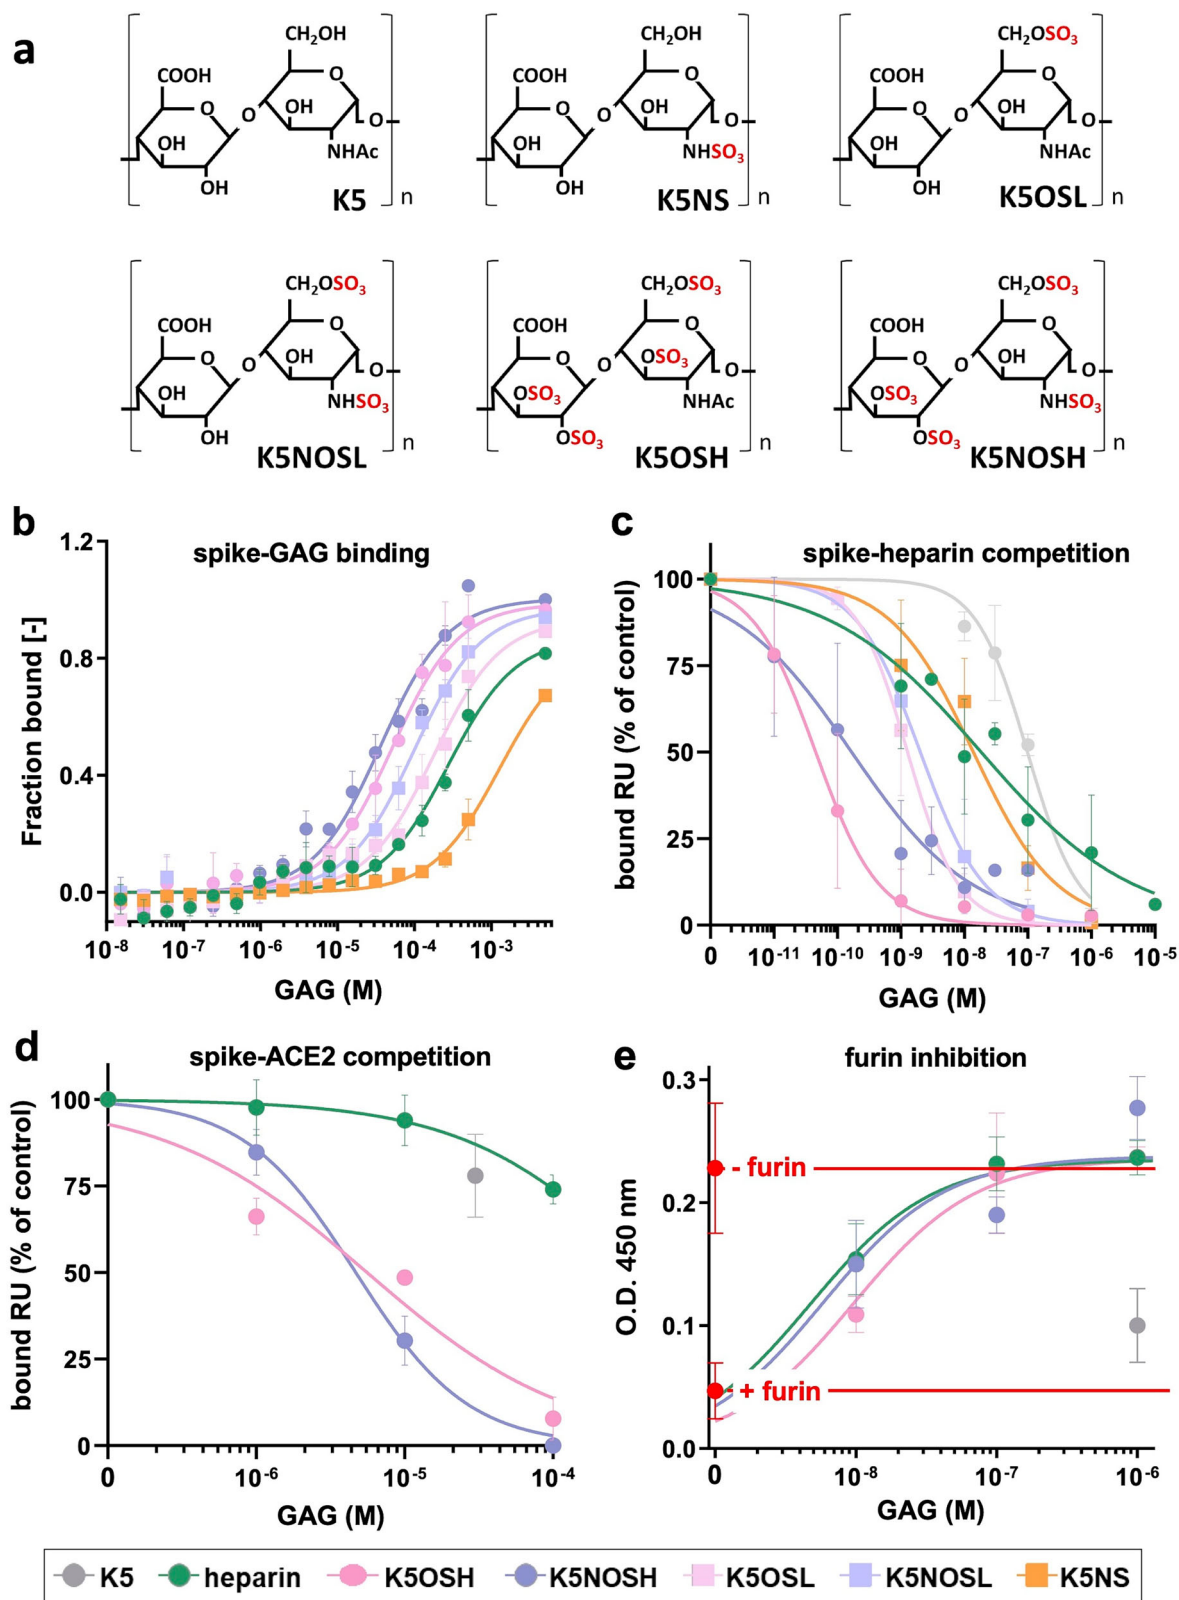 a
CH2OH
COOH
O
O
OH
O
OH
NHAc
OH
O
K5
n
CH2OH
COOH
O
O
OH
O
OH
NHSO3
OH
O
K5NS
n
CH2OSO3
COOH
O
O
OH
O
OH
NHAc
OH
O
K5OSL
n
CH2OSO3
COOH
O
O
OH
O
OH
NHSO3
OH
O
K5NOSL
n
CH2OSO3
COOH
O
O
OSO3
O
OSO3
NHAc
OSO3
O
K5OSH
n
CH2OSO3
COOH
O
O
OH
O
OSO3
NHSO3
OSO3
O
K5NOSH
n
b
spike-GAG binding
Fraction bound [-]
1.2
0.8
0.4
0.0
10-8 10-7 10-6 10-5 10-4 10-3
GAG (M)
c
spike-heparin competition
bound RU (% of control)
100
75
50
25
0
0 10-11 10-10 10-9 10-8 10-7 10-6 10-5
GAG (M)
d
spike-ACE2 competition
bound RU (% of control)
100
75
50
25
0
0 10-6 10-5 10-4
GAG (M)
e
furin inhibition
O.D. 450 nm
0.3
0.2
0.1
0.0
- furin
+ furin
0 10-8 10-7 10-6
GAG (M)
K5 heparin K5OSH K5NOSH K5OSL K5NOSL K5NS